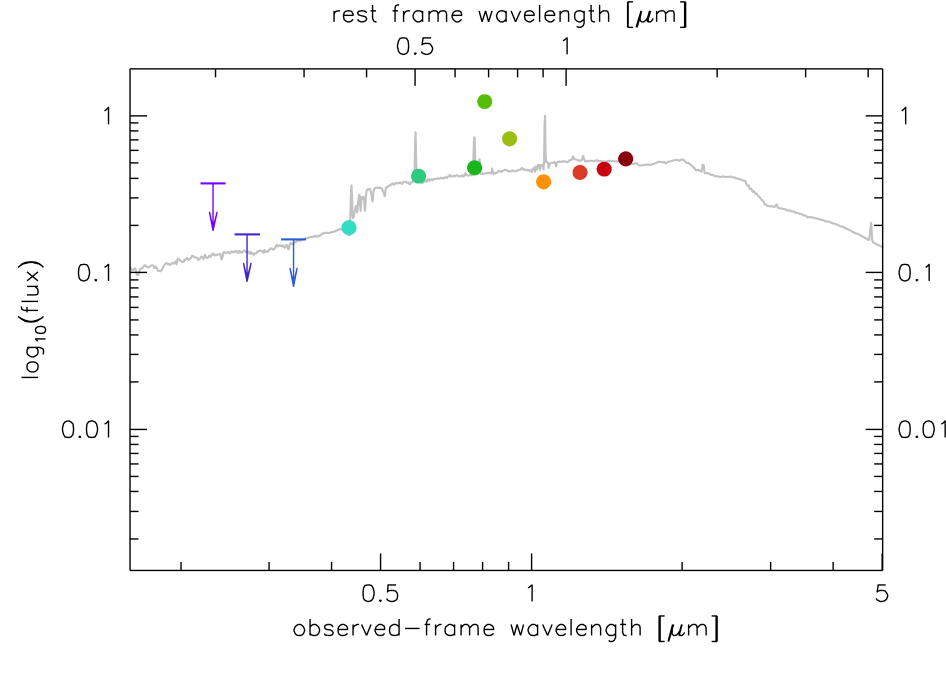 rest frame wavelength [μm]
0.5 1
1 1
0.1 0.1
0.01 0.01
log₁₀(flux)
0.5 1 5
observed-frame wavelength [μm]